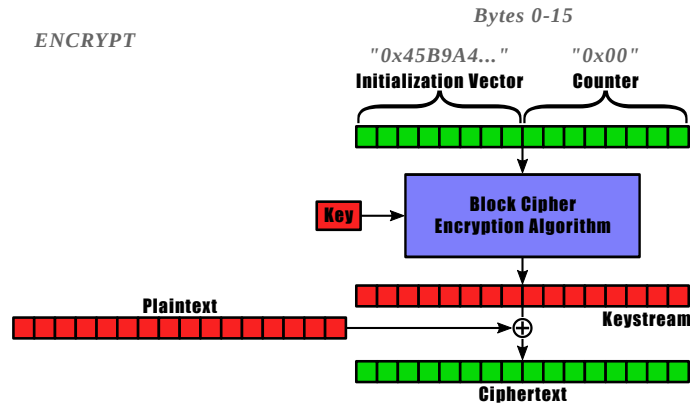 Bytes 0-15
ENCRYPT
"0x45B9A4..." "0x00"
Initialization Vector Counter
Block Cipher
Encryption Algorithm
Key
Plaintext
Keystream
Ciphertext